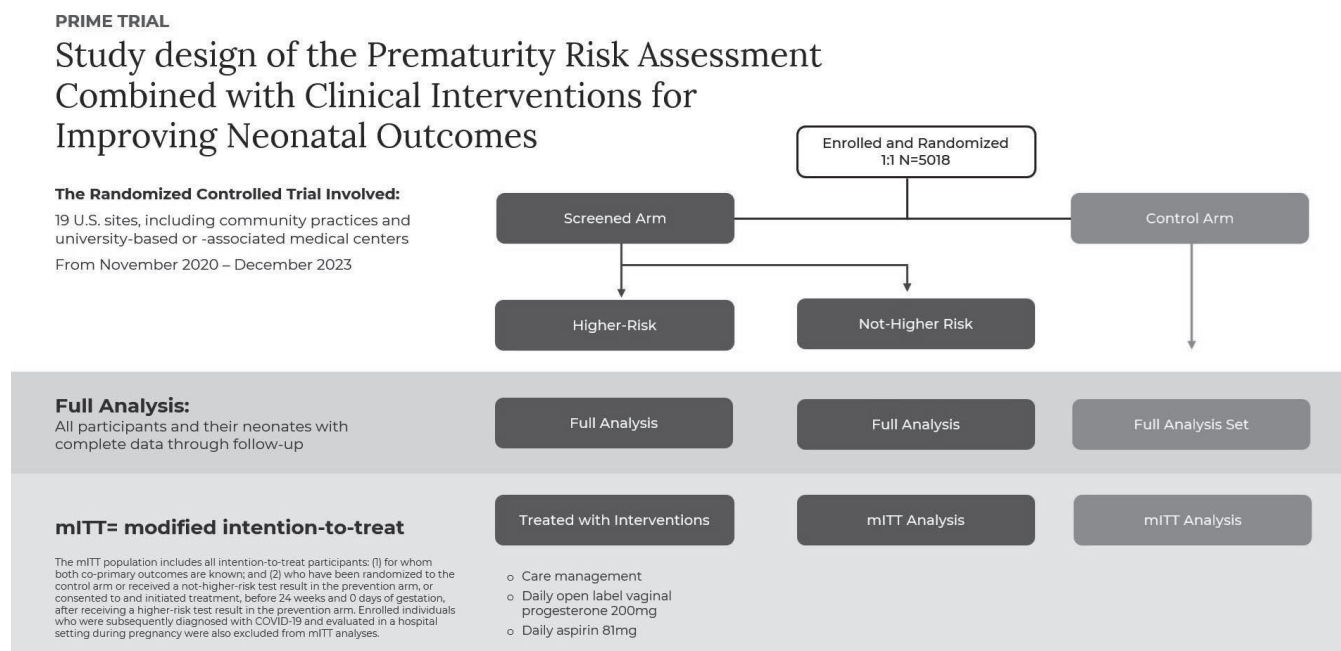 PRIME TRIAL
Study design of the Prematurity Risk Assessment
Combined with Clinical Interventions for
Improving Neonatal Outcomes
The Randomized Controlled Trial Involved:
19 U.S. sites, including community practices and
university-based or -associated medical centers
From November 2020 – December 2023
Enrolled and Randomized
1:1 N=5018
Screened Arm
Control Arm
Higher-Risk
Not-Higher Risk
Full Analysis:
All participants and their neonates with
complete data through follow-up
Full Analysis
Full Analysis
Full Analysis Set
mITT= modified intention-to-treat
The mITT population includes all intention-to-treat participants: (1) for whom
both co-primary outcomes are known; and (2) who have been randomized to the
control arm or received a not-higher-risk test result in the prevention arm, or
consented to and initiated treatment, before 24 weeks and 0 days of gestation,
after receiving a higher-risk test result in the prevention arm. Enrolled individuals
who were subsequently diagnosed with COVID-19 and evaluated in a hospital
setting during pregnancy were also excluded from mITT analyses.
Treated with Interventions
mITT Analysis
mITT Analysis
o Care management
o Daily open label vaginal
progesterone 200mg
o Daily aspirin 81mg